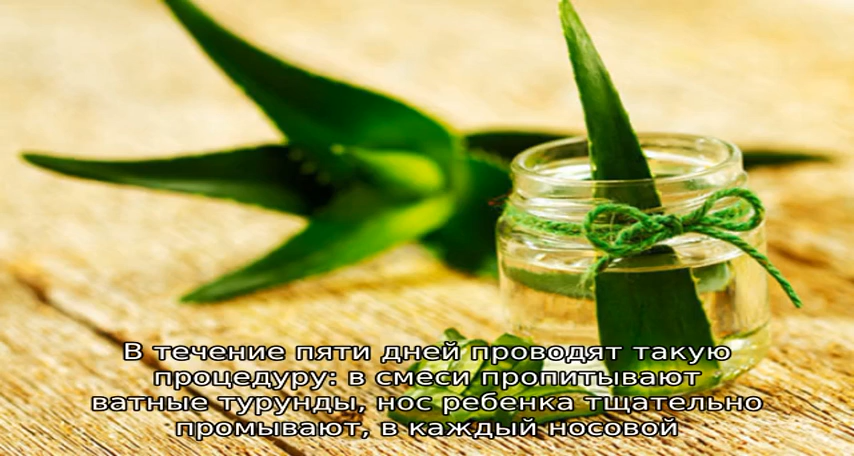 В течение пяти дней проводят такую
процедуру: в смеси пропитывают
ватные турунды, нос ребенка тщательно
промывают, в каждый носовой